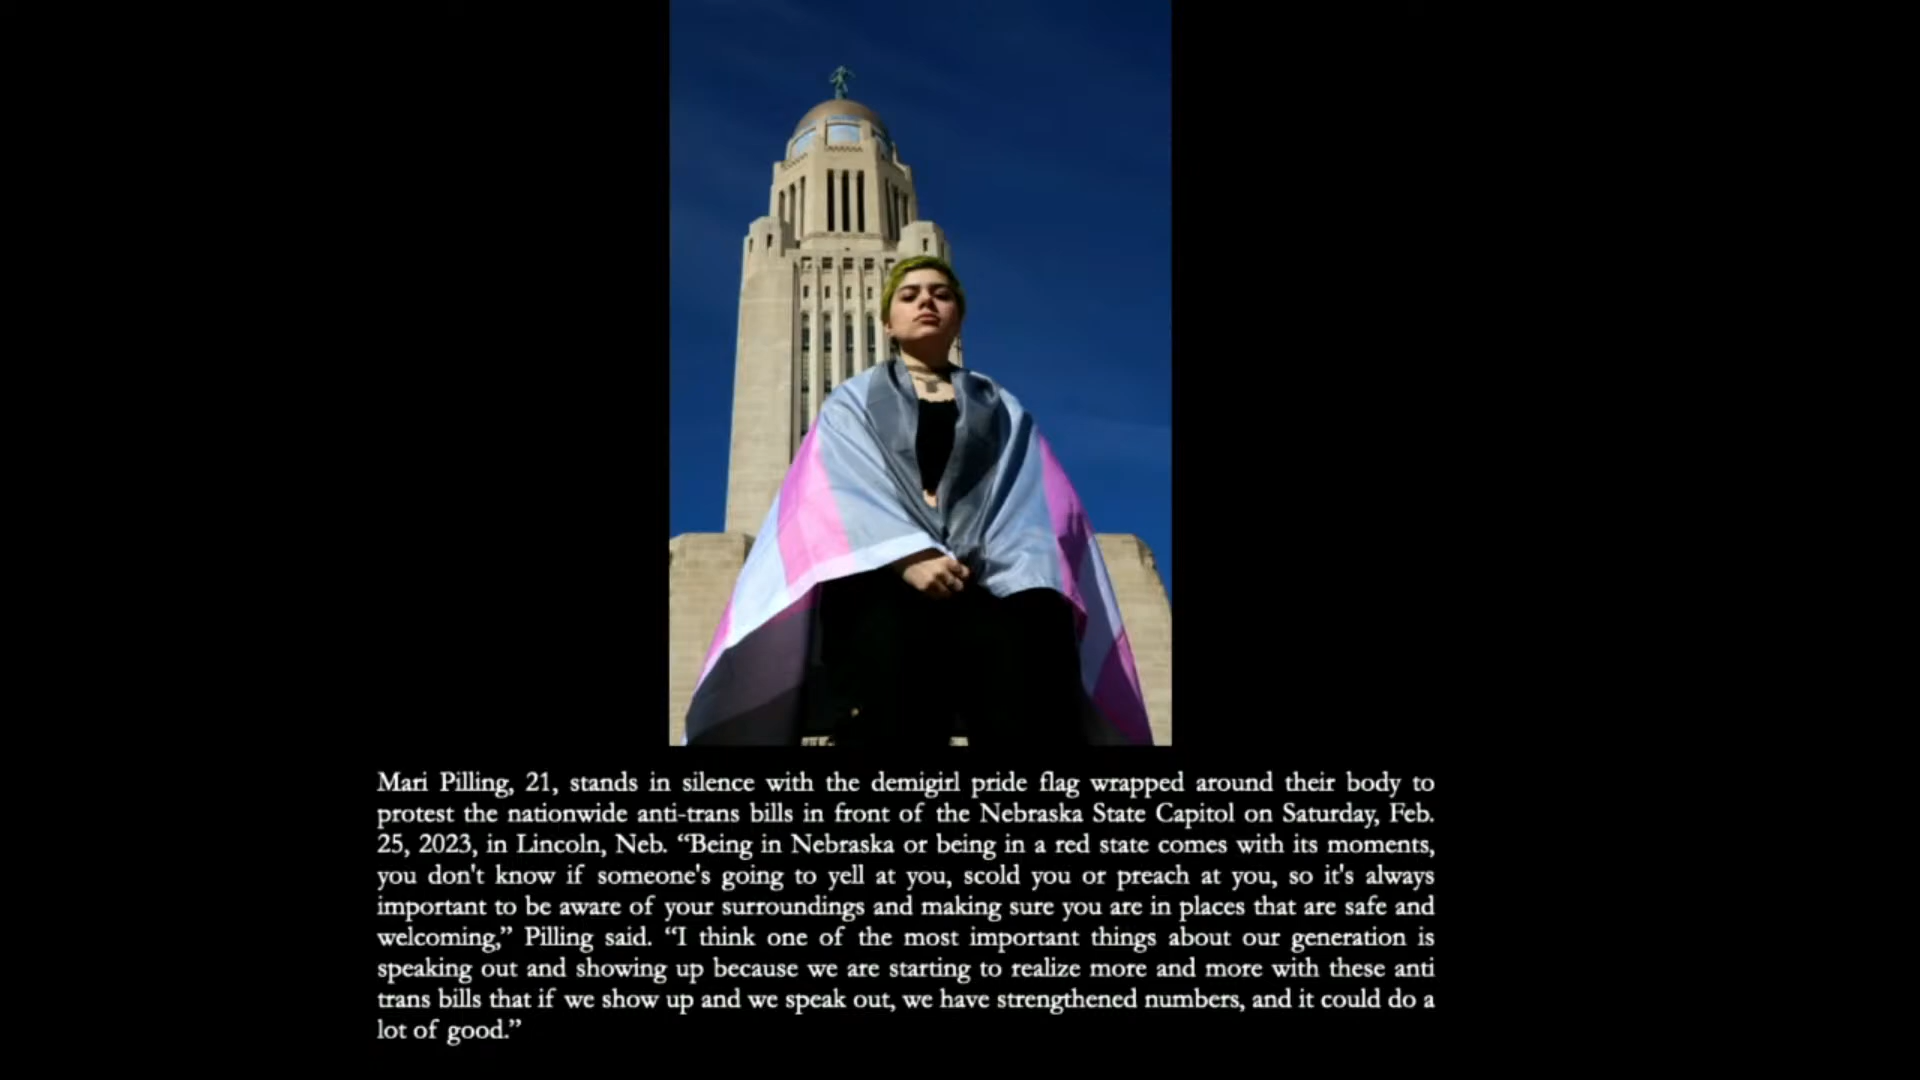 Mari Pilling, 21, stands in silence with the demigirl pride flag wrapped around their body to
protest the nationwide anti-trans bills in front of the Nebraska State Capitol on Saturday, Feb.
25, 2023, in Lincoln, Neb. “Being in Nebraska or being in a red state comes with its moments,
you don't know if someone's going to yell at you, scold you or preach at you, so it's always
important to be aware of your surroundings and making sure you are in places that are safe and
welcoming,” Pilling said. “I think one of the most important things about our generation is
speaking out and showing up because we are starting to realize more and more with these anti
trans bills that if we show up and we speak out, we have strengthened numbers, and it could do a
lot of good.”